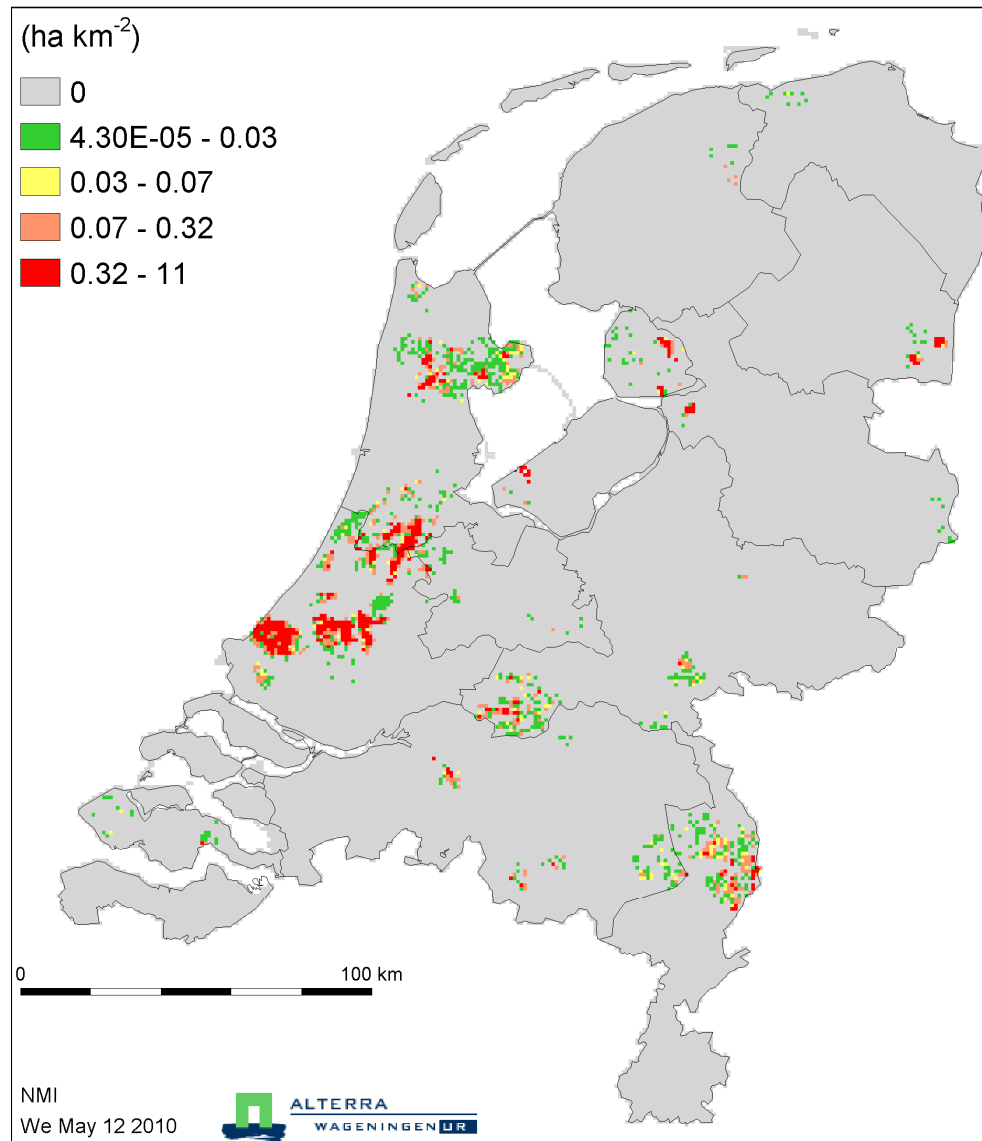 (ha km-2)
0
4.30E-05 - 0.03
0.03 - 0.07
0.07 - 0.32
0.32 - 11
0 100 km
NMI
We May 12 2010
ALTERRA
WAGENINGEN UR